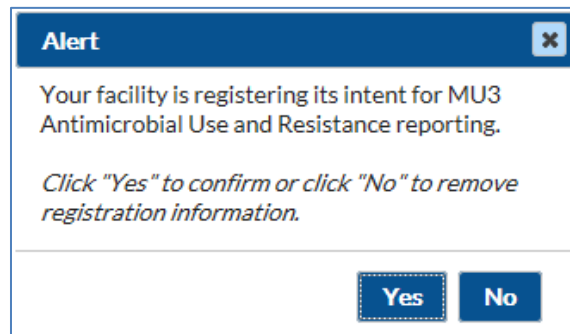 Alert
Your facility is registering its intent for MU3
Antimicrobial Use and Resistance reporting.
Click "Yes" to confirm or click "No" to remove
registration information.
Yes No